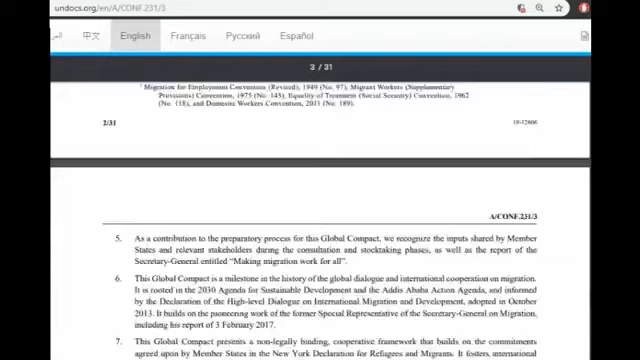 undocs.org/en/A/CONF.231/3
中文 English Français Русский Español
3 / 31
¹ Migration for Employment Convention (Revised), 1949 (No. 97); Migrant Workers (Supplementary
Provisions) Convention, 1975 (No. 143), Equality of Treatment (Social Security) Convention, 1962
(No. 118), and Domestic Workers Convention, 2011 (No. 189).
2/31
A/CONF.231/3
5. As a contribution to the preparatory process for this Global Compact, we recognize the inputs shared by Member
States and relevant stakeholders during the consultation and stocktaking phases, as well as the report of the
Secretary-General entitled “Making migration work for all”.
6. This Global Compact is a milestone in the history of the global dialogue and international cooperation on migration.
It is rooted in the 2030 Agenda for Sustainable Development and the Addis Ababa Action Agenda, and informed
by the Declaration of the High-level Dialogue on International Migration and Development, adopted in October
2013. It builds on the pioneering work of the former Special Representative of the Secretary-General on Migration,
including his report of 3 February 2017.
7. This Global Compact presents a non-legally binding, cooperative framework that builds on the commitments
agreed upon by Member States in the New York Declaration for Refugees and Migrants. It fosters international